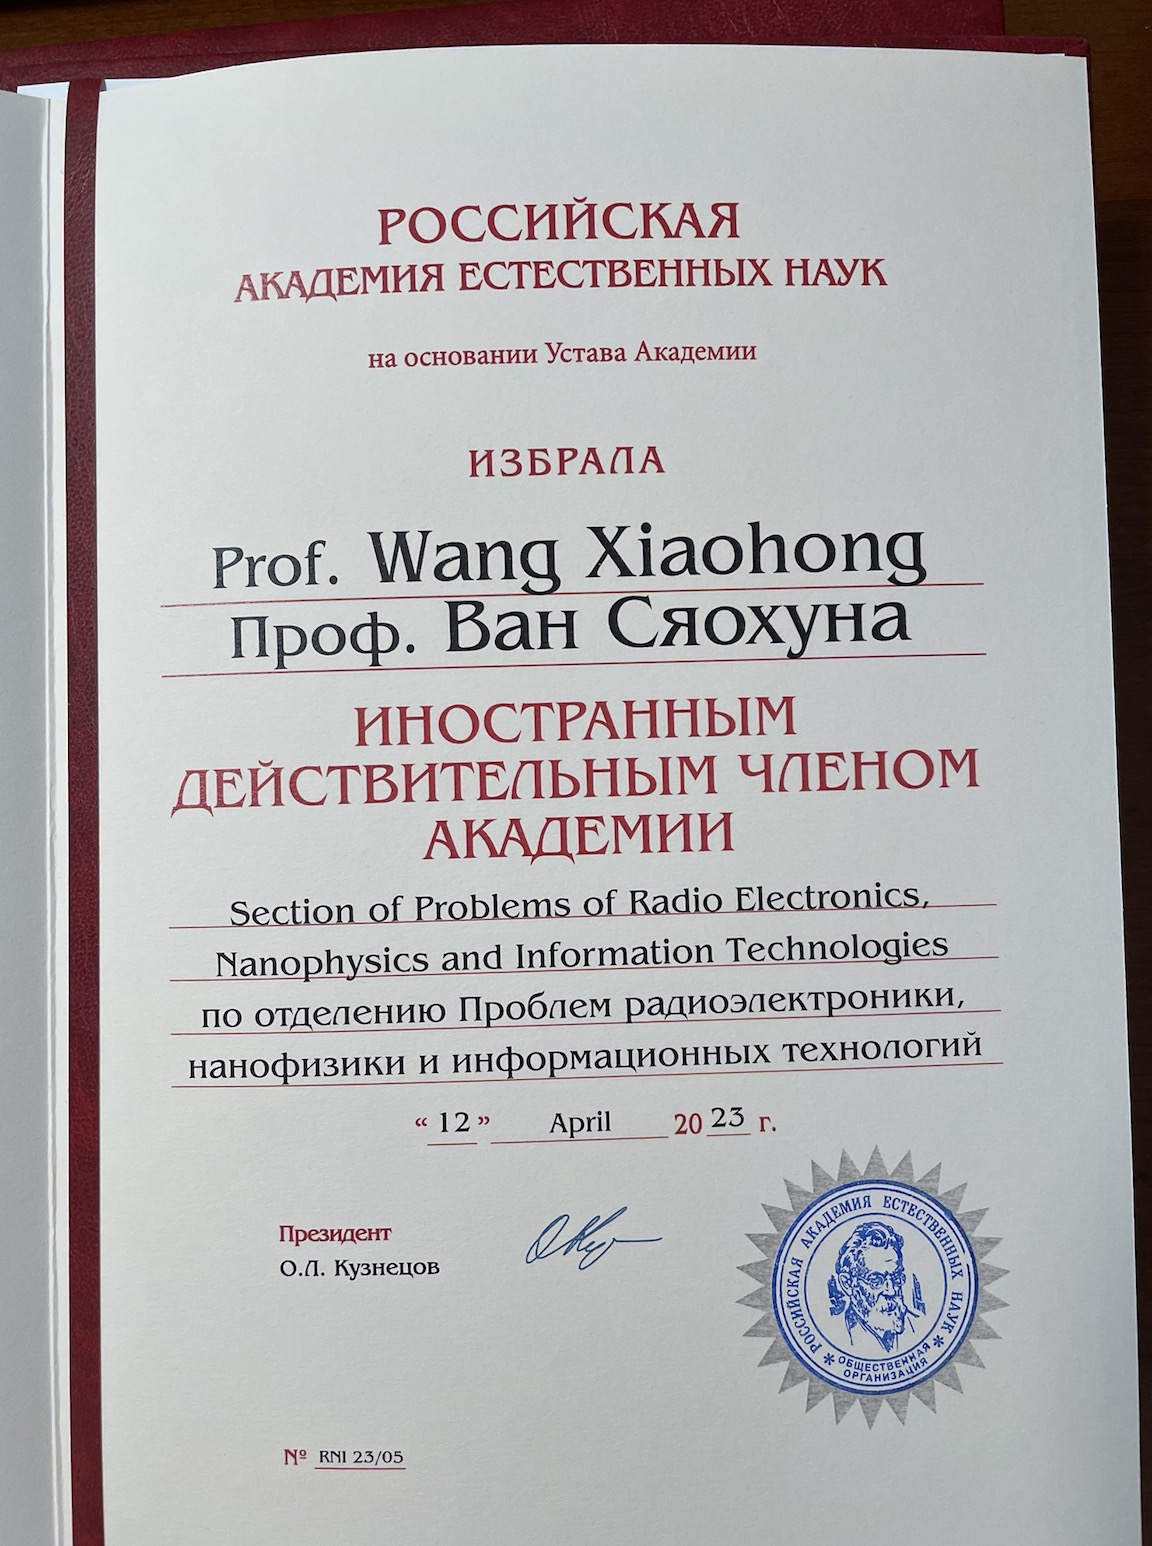 РОССИЙСКАЯ
АКАДЕМИЯ ЕСТЕСТВЕННЫХ НАУК
на основании Устава Академии
ИЗБРАЛА
Prof. Wang Xiaohong
Проф. Ван Сяохуна
ИНОСТРАННЫМ
ДЕЙСТВИТЕЛЬНЫМ ЧЛЕНОМ
АКАДЕМИИ
Section of Problems of Radio Electronics,
Nanophysics and Information Technologies
по отделению Проблем радиоэлектроники,
нанофизики и информационных технологий
“ 12 ” April 20 23 г.
Президент
О.Л. Кузнецов
РОССИЙСКАЯ АКАДЕМИЯ ЕСТЕСТВЕННЫХ НАУК
* ОБЩЕСТВЕННАЯ *
ОРГАНИЗАЦИЯ
№ RNI 23/05